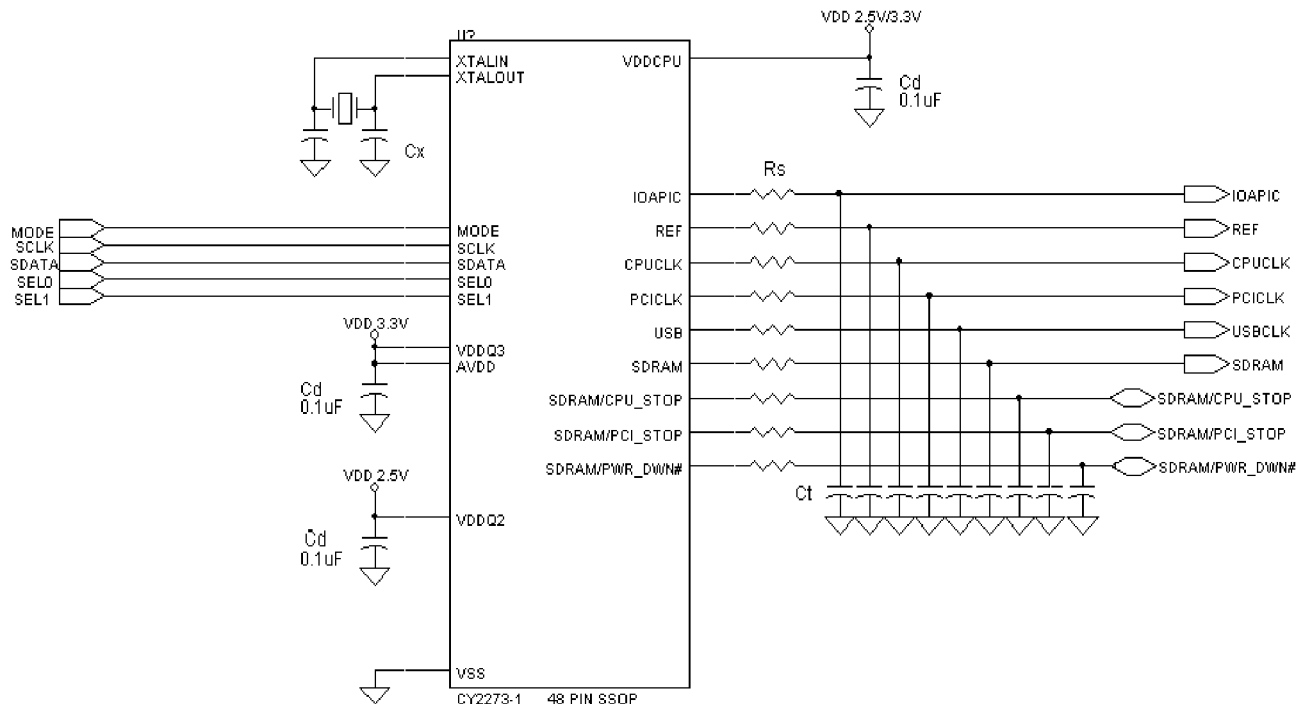 VDD 2.5V/3.3V
U?
XTALIN
XTALOUT
VDDCPU
Cd
0.1uF
Cx
Rs
IOAPIC
IOAPIC
REF
REF
CPUCLK
CPUCLK
PCICLK
PCICLK
USB
USBCLK
SDRAM
SDRAM
SDRAM/CPU_STOP
SDRAM/CPU_STOP
SDRAM/PCI_STOP
SDRAM/PCI_STOP
SDRAM/PWR_DWN#
SDRAM/PWR_DWN#
Ct
MODE
MODE
SCLK
SCLK
SDATA
SDATA
SEL0
SEL0
SEL1
SEL1
VDD 3.3V
VDDQ3
AVDD
Cd
0.1uF
VDD 2.5V
VDDQ2
Cd
0.1uF
VSS
CY2273-1 48 PIN SSOP